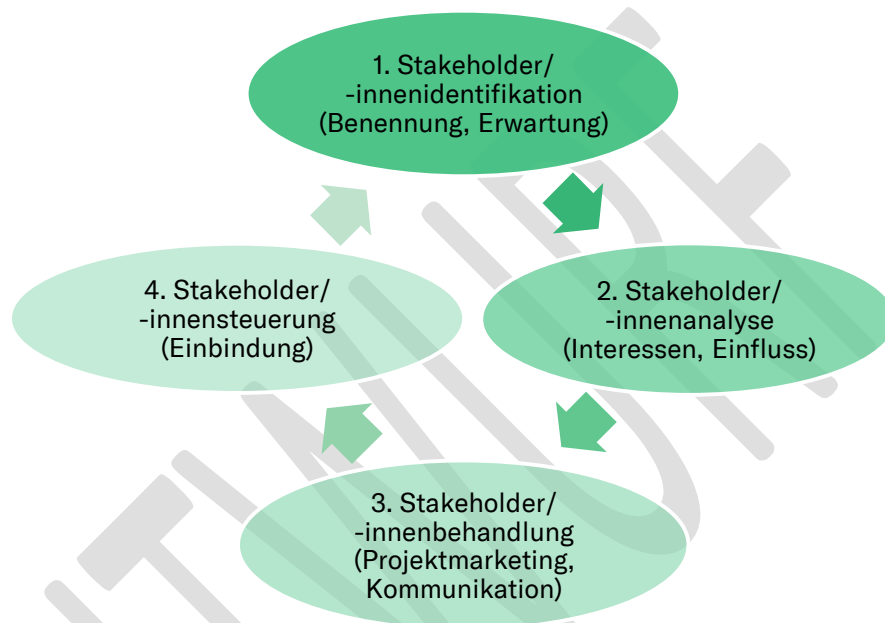 1. Stakeholder/
-innenidentifikation
(Benennung, Erwartung)
2. Stakeholder/
-innenanalyse
(Interessen, Einfluss)
3. Stakeholder/
-innenbehandlung
(Projektmarketing,
Kommunikation)
4. Stakeholder/
-innensteuerung
(Einbindung)